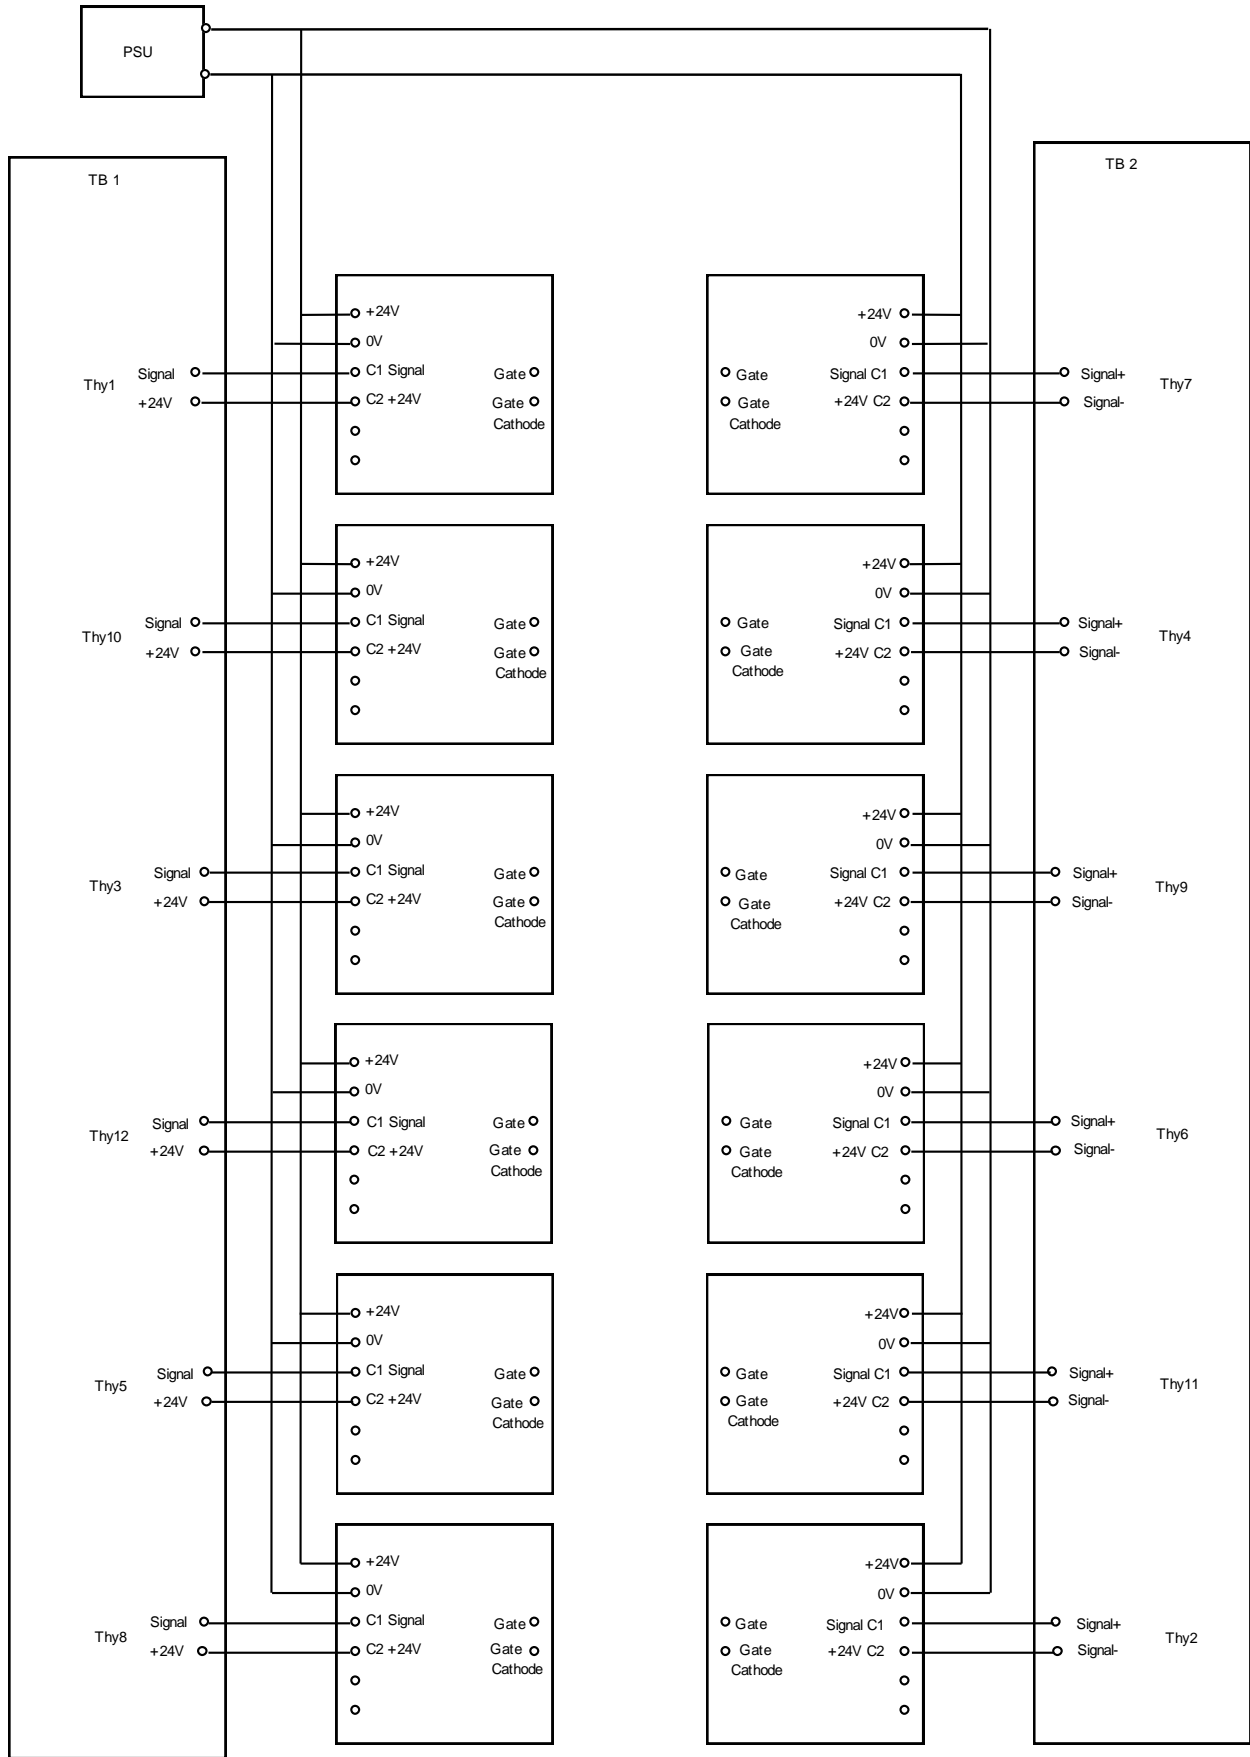 PSU
TB 1
TB 2
+24V
0V
Thy1
Signal
+24V
C1 Signal
C2 +24V
Gate
Gate
Cathode
+24V
0V
Gate
Gate
Cathode
Signal C1
+24V C2
Signal+
Signal-
Thy7
+24V
0V
Thy10
Signal
+24V
C1 Signal
C2 +24V
Gate
Gate
Cathode
+24V
0V
Gate
Gate
Cathode
Signal C1
+24V C2
Signal+
Signal-
Thy4
+24V
0V
Thy3
Signal
+24V
C1 Signal
C2 +24V
Gate
Gate
Cathode
+24V
0V
Gate
Gate
Cathode
Signal C1
+24V C2
Signal+
Signal-
Thy9
+24V
0V
Thy12
Signal
+24V
C1 Signal
C2 +24V
Gate
Gate
Cathode
+24V
0V
Gate
Gate
Cathode
Signal C1
+24V C2
Signal+
Signal-
Thy6
+24V
0V
Thy5
Signal
+24V
C1 Signal
C2 +24V
Gate
Gate
Cathode
+24V
0V
Gate
Gate
Cathode
Signal C1
+24V C2
Signal+
Signal-
Thy11
+24V
0V
Thy8
Signal
+24V
C1 Signal
C2 +24V
Gate
Gate
Cathode
+24V
0V
Gate
Gate
Cathode
Signal C1
+24V C2
Signal+
Signal-
Thy2